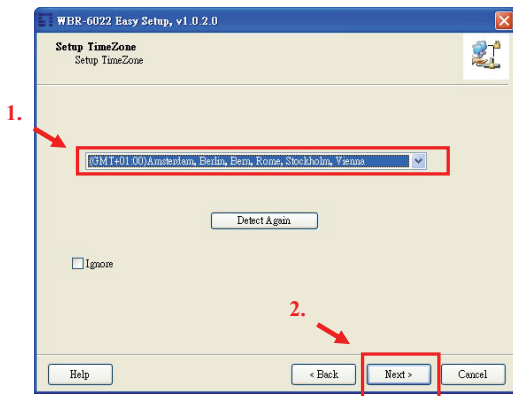 WBR-6022 Easy Setup, v1.0.2.0
Setup TimeZone
Setup TimeZone
1.
(GMT+01:00)Amsterdam, Berlin, Bern, Rome, Stockholm, Vienna
Detect Again
Ignore
2.
Help
< Back
Next >
Cancel